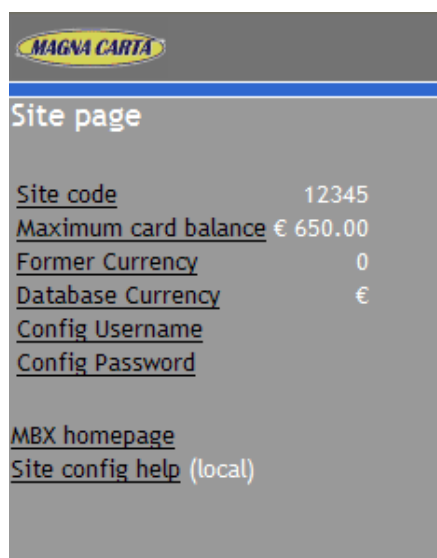 MAGNA CARTA
Site page
Site code 12345
Maximum card balance € 650.00
Former Currency 0
Database Currency €
Config Username
Config Password
MBX homepage
Site config help (local)